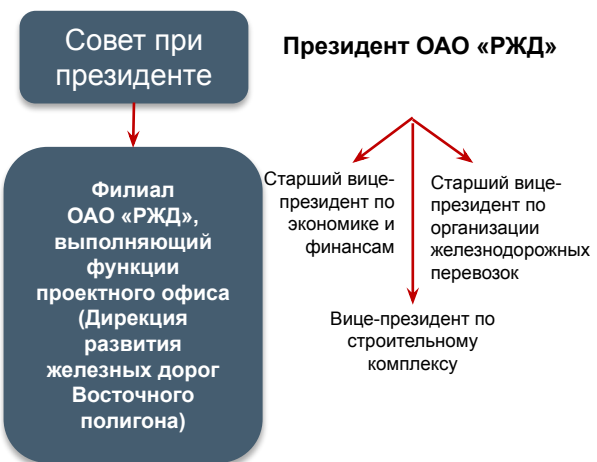 Совет при
президенте
Президент ОАО «РЖД»
Филиал
ОАО «РЖД»,
выполняющий
функции
проектного офиса
(Дирекция
развития
железных дорог
Восточного
полигона)
Старший вице-
президент по
экономике и
финансам
Старший вице-
президент по
организации
железнодорожных
перевозок
Вице-президент по
строительному
комплексу